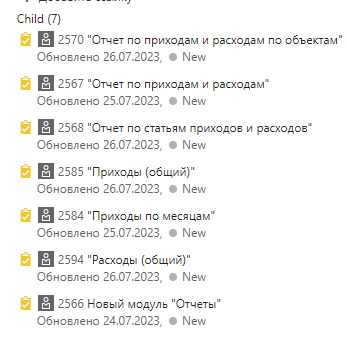 Child (7)
2570 "Отчет по приходам и расходам по объектам"
Обновлено 26.07.2023, New
2567 "Отчет по приходам и расходам"
Обновлено 25.07.2023, New
2568 "Отчет по статьям приходов и расходов"
Обновлено 26.07.2023, New
2585 "Приходы (общий)"
Обновлено 26.07.2023, New
2584 "Приходы по месяцам"
Обновлено 25.07.2023, New
2594 "Расходы (общий)"
Обновлено 26.07.2023, New
2566 Новый модуль "Отчеты"
Обновлено 24.07.2023, New